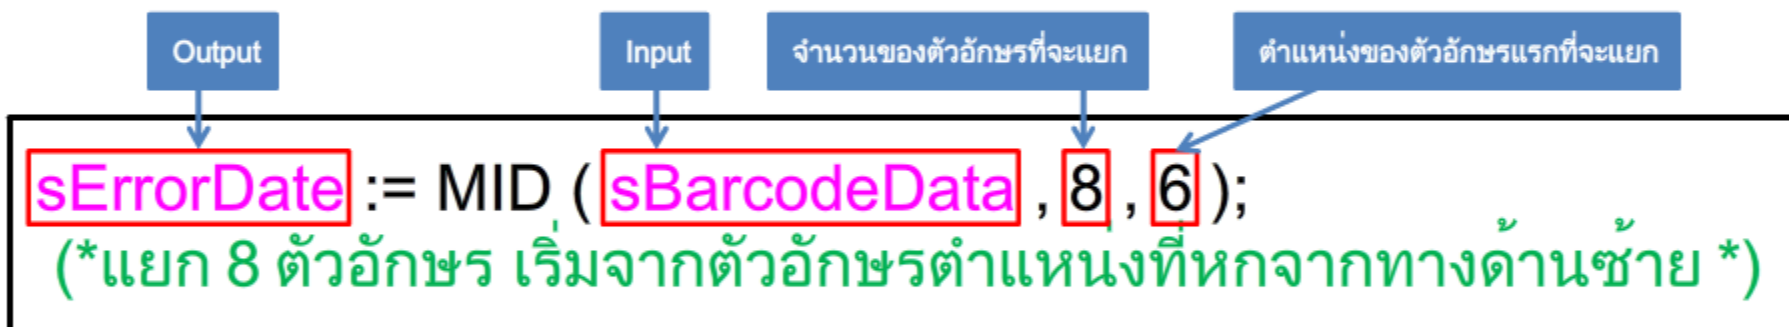 Output Input จำนวนของตัวอักษรที่จะแยก ตำแหน่งของตัวอักษรแรกที่จะแยก
sErrorDate := MID ( sBarcodeData , 8 , 6 );
(*แยก 8 ตัวอักษร เริ่มจากตัวอักษรตำแหน่งที่หกจากทางด้านซ้าย *)